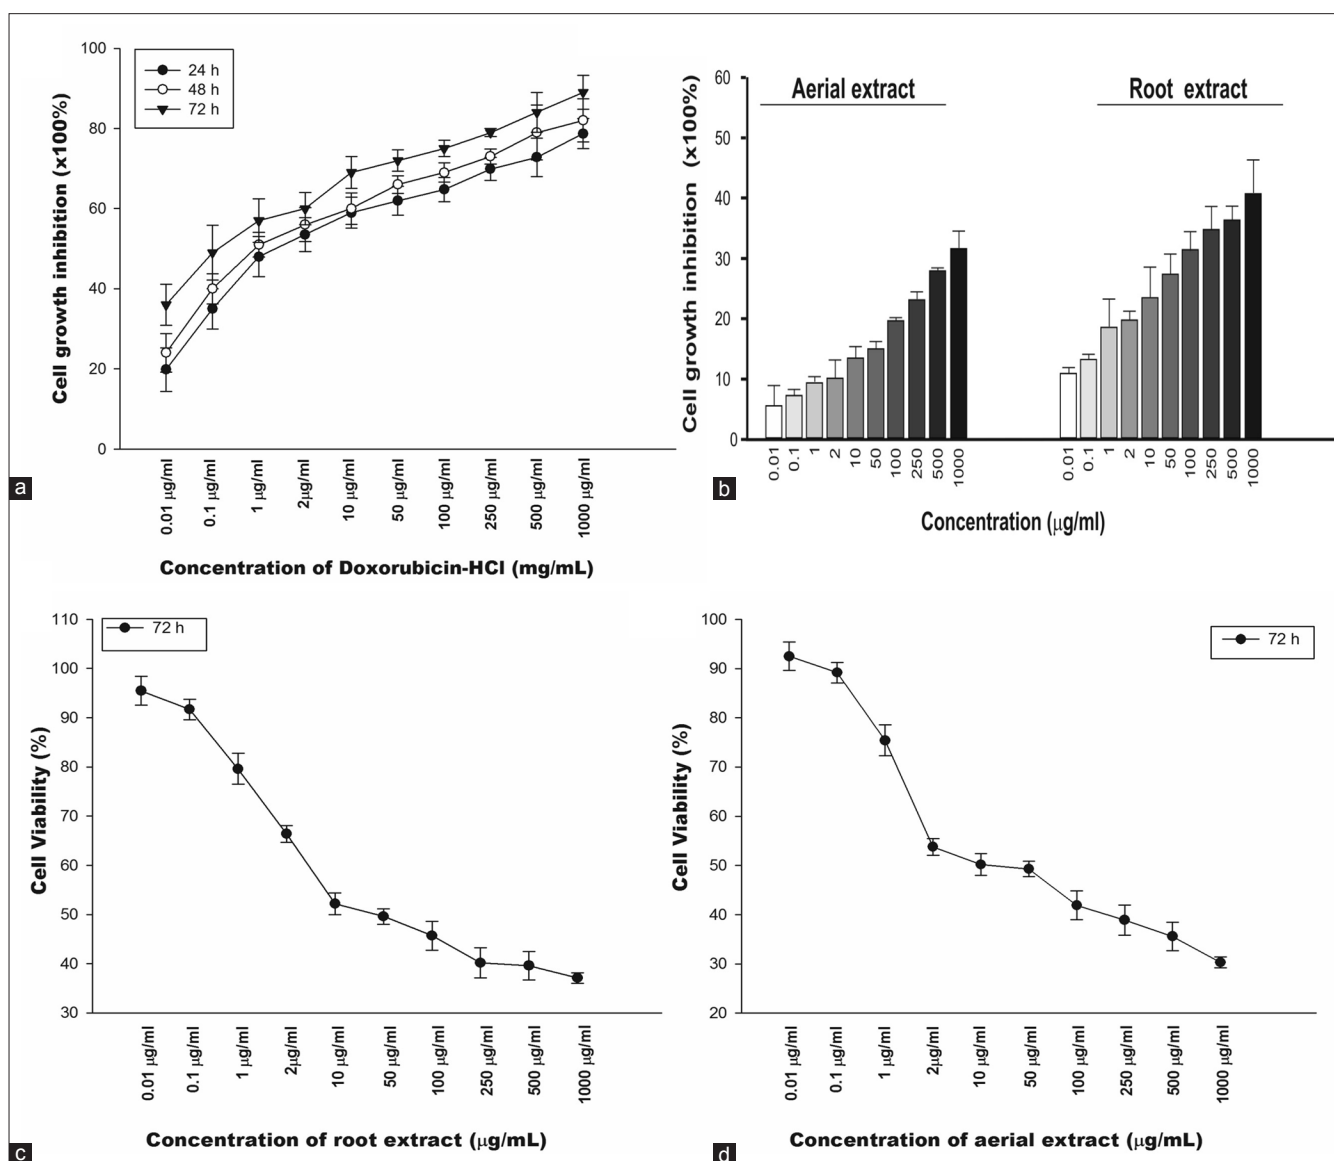 100
80
60
40
20
0
Cell growth inhibition (x100%)
24 h
48 h
72 h
0.01 µg/ml
0.1 µg/ml
1 µg/ml
2µg/ml
10 µg/ml
50 µg/ml
100 µg/ml
250 µg/ml
500 µg/ml
1000 µg/ml
Concentration of Doxorubicin-HCl (mg/mL)
a
60
50
40
30
20
10
0
Cell growth inhibition (x100%)
Aerial extract
Root extract
0.01
0.1
1
2
10
50
100
250
500
1000
0.01
0.1
1
2
10
50
100
250
500
1000
Concentration (µg/ml)
b
110
100
90
80
70
60
50
40
30
Cell Viability (%)
72 h
0.01 µg/ml
0.1 µg/ml
1 µg/ml
2µg/ml
10 µg/ml
50 µg/ml
100 µg/ml
250 µg/ml
500 µg/ml
1000 µg/ml
Concentration of root extract (µg/mL)
c
100
90
80
70
60
50
40
30
20
Cell Viability (%)
72 h
0.01 µg/ml
0.1 µg/ml
1 µg/ml
2µg/ml
10 µg/ml
50 µg/ml
100 µg/ml
250 µg/ml
500 µg/ml
1000 µg/ml
Concentration of aerial extract (µg/mL)
d